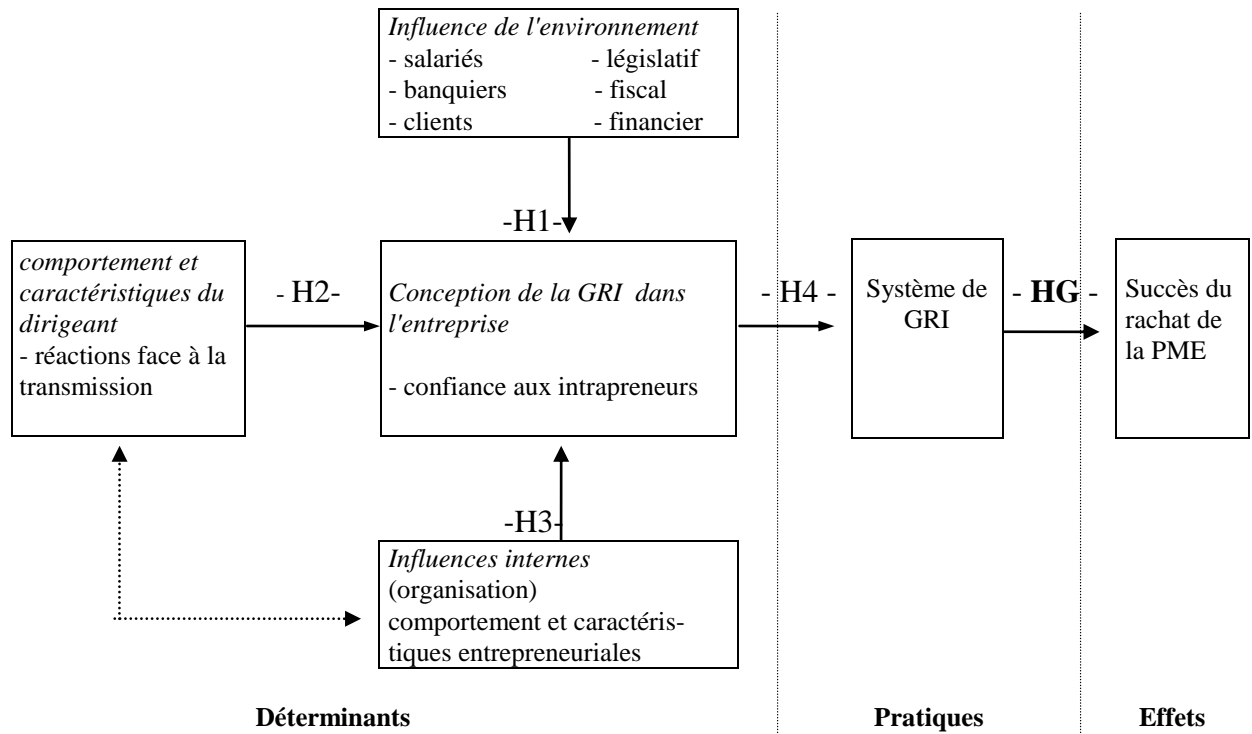 Influence de l'environnement
- salariés - législatif
- banquiers - fiscal
- clients - financier
-H1-
comportement et
caractéristiques du
dirigeant
- réactions face à la
transmission
- H2-
Conception de la GRI dans
l'entreprise
- confiance aux intrapreneurs
- H4 -
Système de
GRI
- HG -
Succès du
rachat de
la PME
-H3-
Influences internes
(organisation)
comportement et caractéris-
tiques entrepreneuriales
Déterminants
Pratiques
Effets